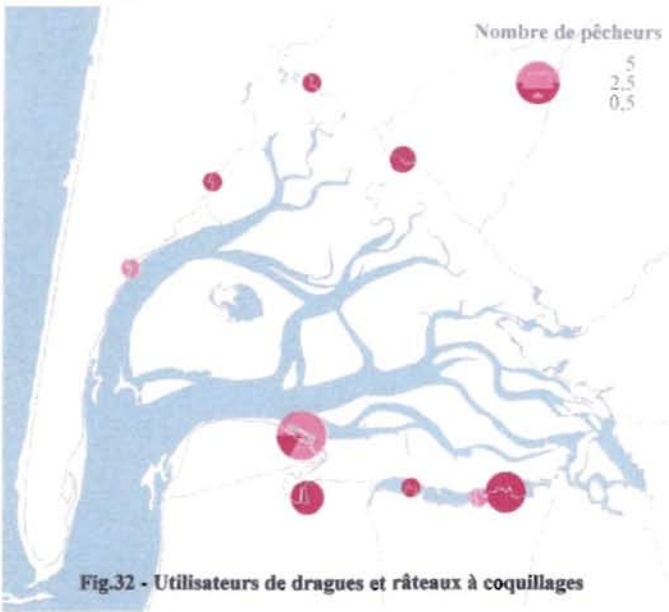 Nombre de pêcheurs
5
2.5
0,5
Fig.32 - Utilisateurs de dragues et râteaux à coquillages